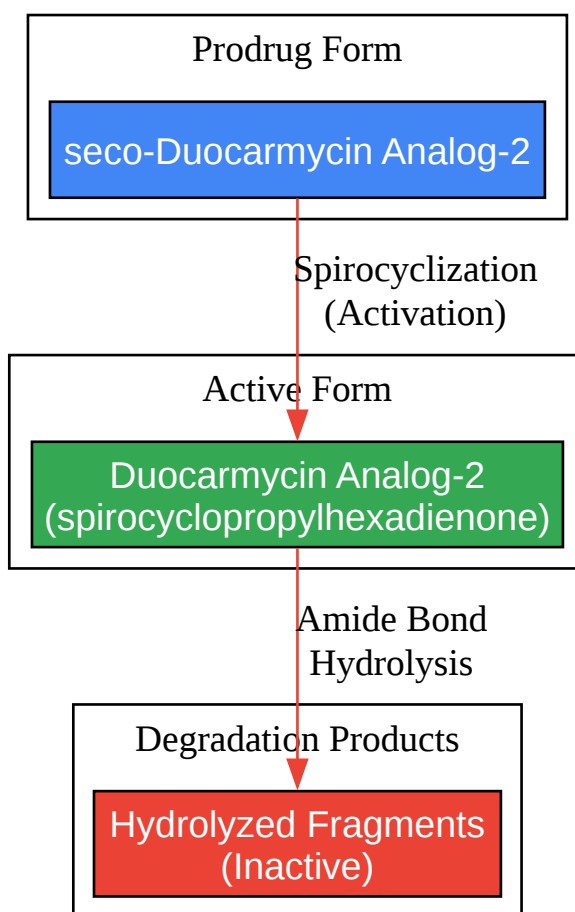 Prodrug Form
seco-Duocarmycin Analog-2
Spirocyclization
(Activation)
Active Form
Duocarmycin Analog-2
(spirocyclopropylhexadienone)
Amide Bond
Hydrolysis
Degradation Products
Hydrolyzed Fragments
(Inactive)